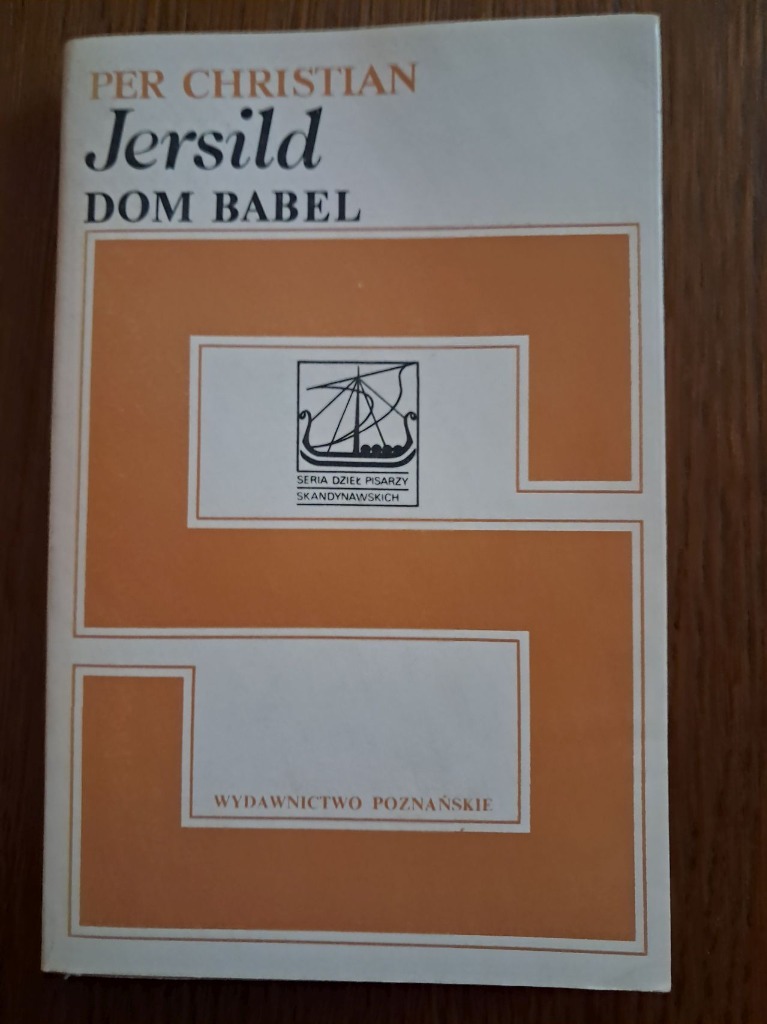 PER CHRISTIAN
Jersild
DOM BABEL
SERIA DZIEŁ PISARZY
SKANDYNAWSKICH
WYDAWNICTWO POZNAŃSKIE